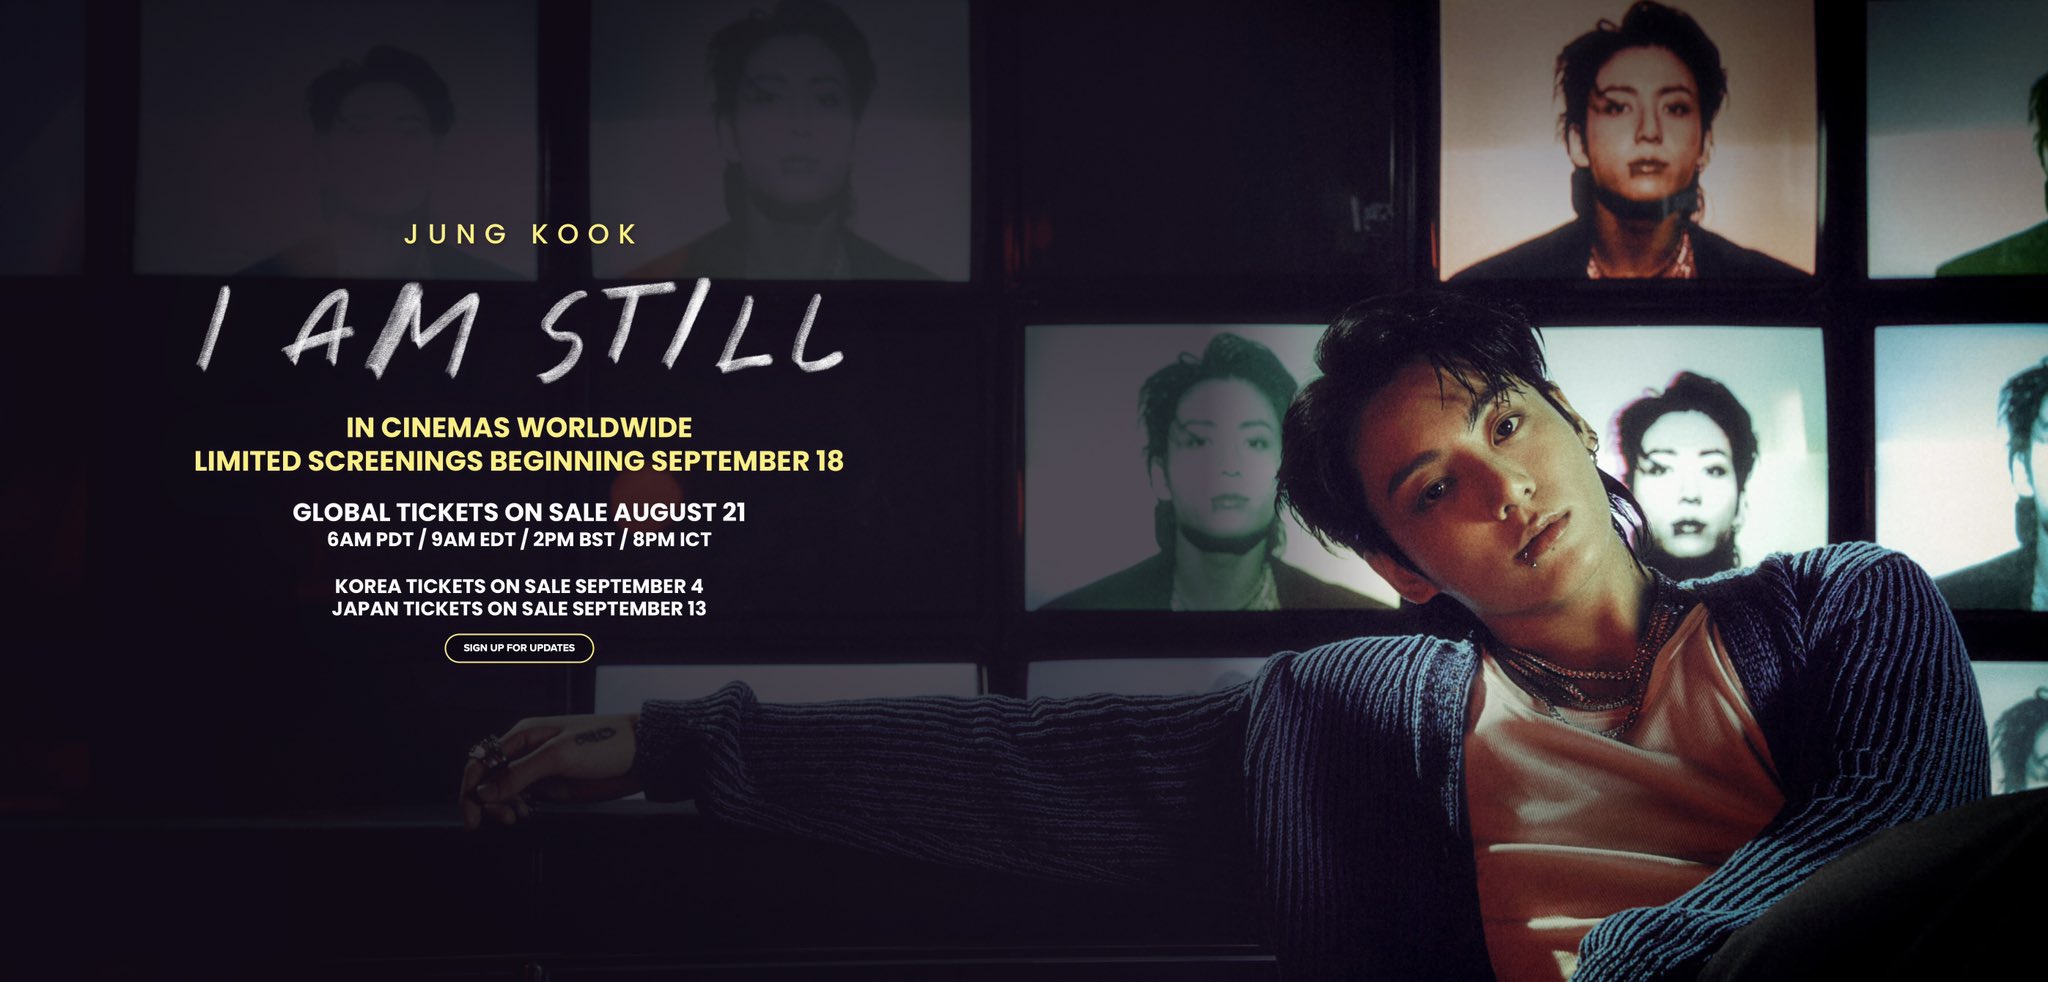 JUNG KOOK
I AM STILL
IN CINEMAS WORLDWIDE
LIMITED SCREENINGS BEGINNING SEPTEMBER 18
GLOBAL TICKETS ON SALE AUGUST 21
6AM PDT / 9AM EDT / 2PM BST / 8PM ICT
KOREA TICKETS ON SALE SEPTEMBER 4
JAPAN TICKETS ON SALE SEPTEMBER 13
SIGN UP FOR UPDATES